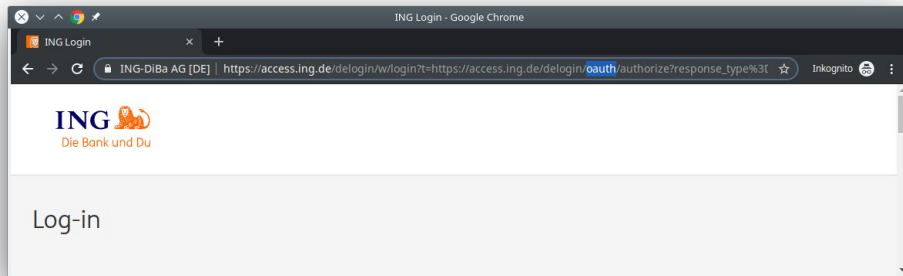 ING Login - Google Chrome
ING Login
ING-DiBa AG [DE] | https://access.ing.de/delogin/w/login?t=https://access.ing.de/delogin/oauth/authorize?response_type%3D Inkognito
ING
Die Bank und Du
Log-in